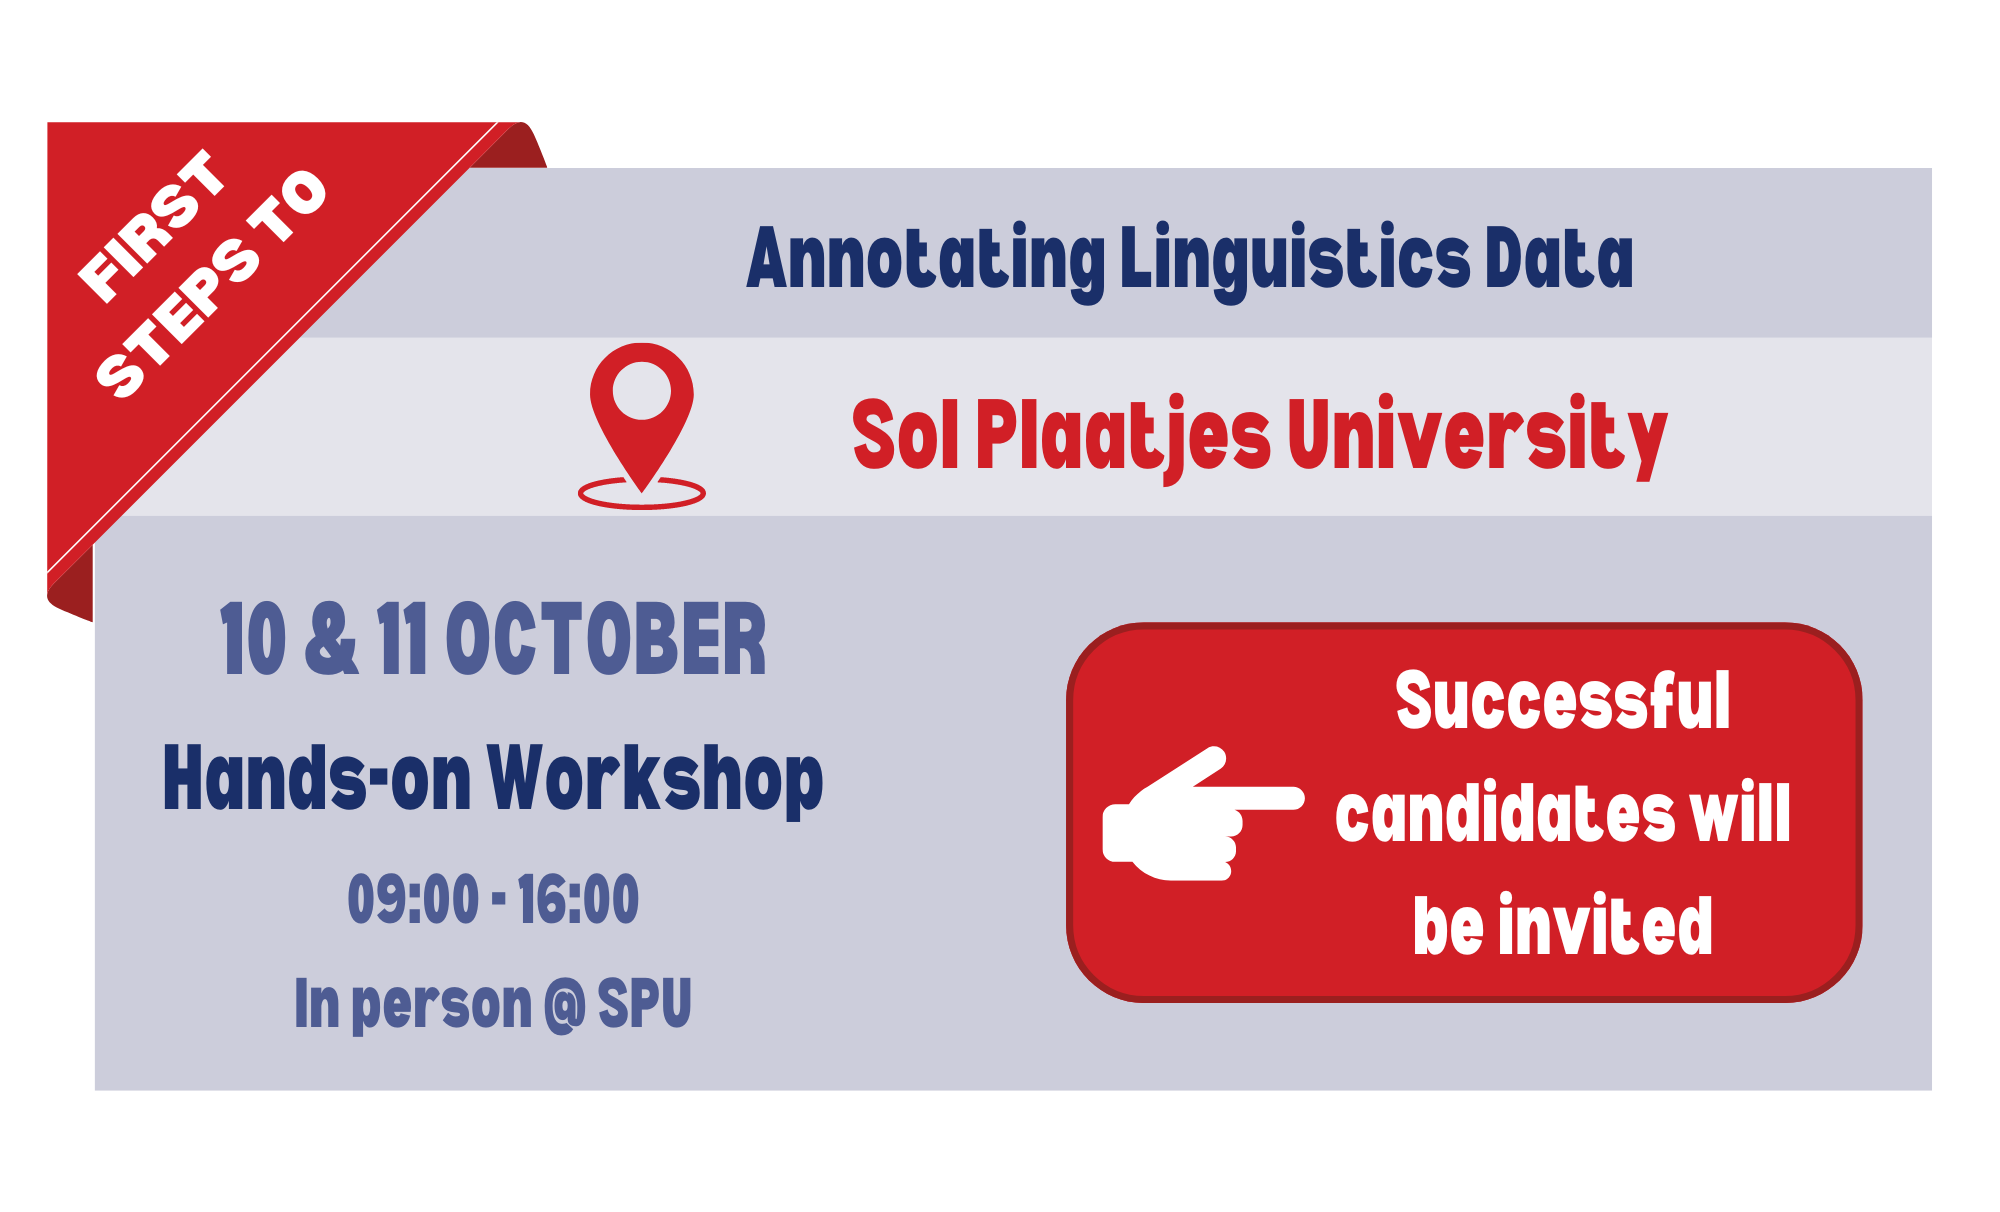 FIRST
STEPS TO
Annotating Linguistics Data
Sol Plaatjes University
10 & 11 OCTOBER
Hands-on Workshop
09:00 - 16:00
In person @ SPU
Successful
candidates will
be invited